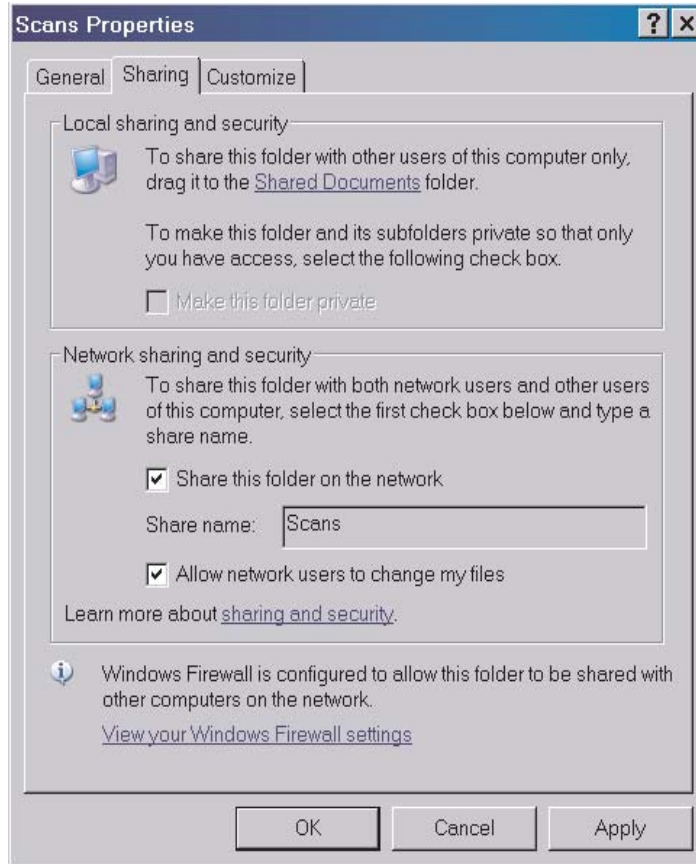 Scans Properties
? ×
General Sharing Customize
Local sharing and security
To share this folder with other users of this computer only,
drag it to the Shared Documents folder.
To make this folder and its subfolders private so that only
you have access, select the following check box.
Make this folder private
Network sharing and security
To share this folder with both network users and other users
of this computer, select the first check box below and type a
share name.
Share this folder on the network
Share name: Scans
Allow network users to change my files
Learn more about sharing and security.
Windows Firewall is configured to allow this folder to be shared with
other computers on the network.
View your Windows Firewall settings
OK Cancel Apply